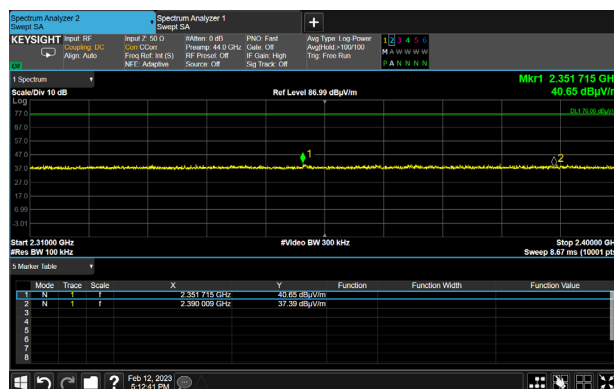 Spectrum Analyzer 2
Swept SA
Spectrum Analyzer 1
Swept SA
+
KEYSIGHT
Input: RF
Coupling: DC
Align: Auto
Input Z: 50 Ω
Corr CCorr
Freq Ref: Int (S)
NFE: Adaptive
#Atten: 0 dB
Preamp: 44.0 GHz
RF Preset: Off
Source: Off
PNO: Fast
Gate: Off
IF Gain: High
Sig Track: Off
Avg Type: Log-Power
Avg|Hold:>100/100
Trig: Free Run
1 2 3 4 5 6
M A W W W W
P A N N N N
1 Spectrum
Scale/Div 10 dB
Ref Level 86.99 dBµV/m
Mkr1 2.351 715 GHz
40.65 dBµV/m
Log
77.0
67.0
57.0
47.0
37.0
27.0
17.0
6.99
-3.01
DL1 76.00 dBµV/m
1
2
Start 2.31000 GHz
#Res BW 100 kHz
#Video BW 300 kHz
Stop 2.40000 GHz
Sweep 8.67 ms (10001 pts)
5 Marker Table
Mode Trace Scale X Y Function Function Width Function Value
1 N 1 f 2.351 715 GHz 40.65 dBµV/m
2 N 1 f 2.390 009 GHz 37.39 dBµV/m
3
4
5
6
7
8
?
Feb 12, 2023
5:12:41 PM